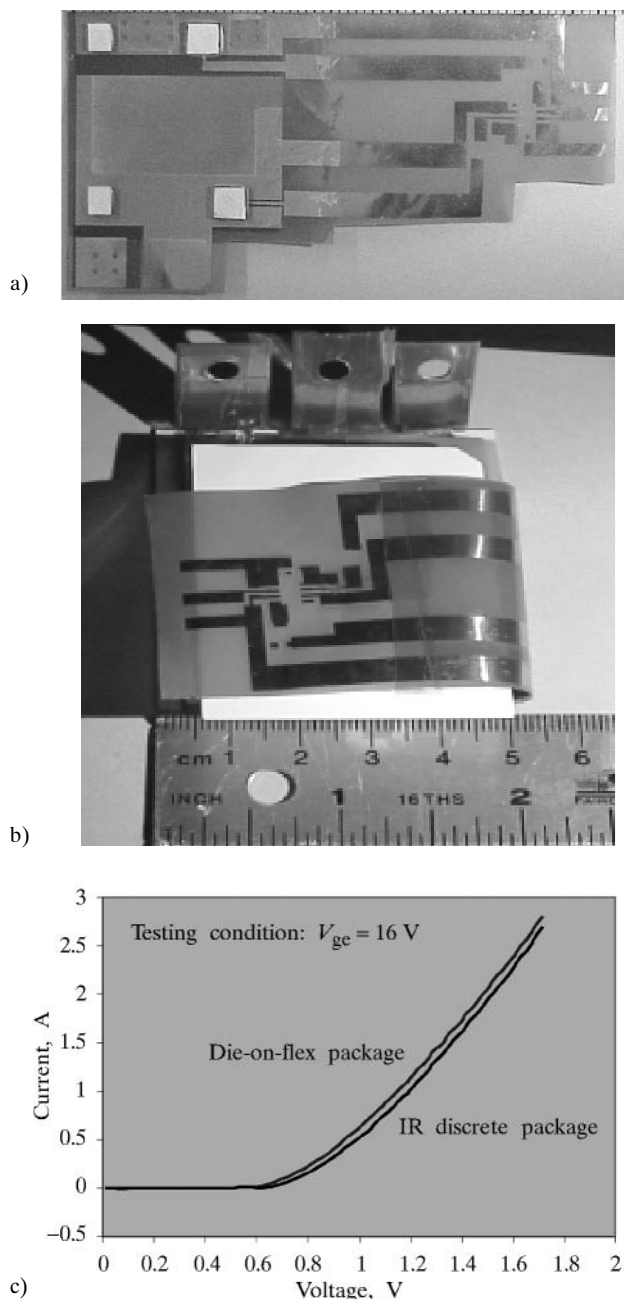 a)
cm 1 2 3 4 5 6
INCH 1 16 THS 2
b)
3
2.5
2
1.5
1
0.5
0
−0.5
Current, A
Testing condition: Vge = 16 V
Die-on-flex package
IR discrete package
0 0.2 0.4 0.6 0.8 1 1.2 1.4 1.6 1.8 2
Voltage, V
c)